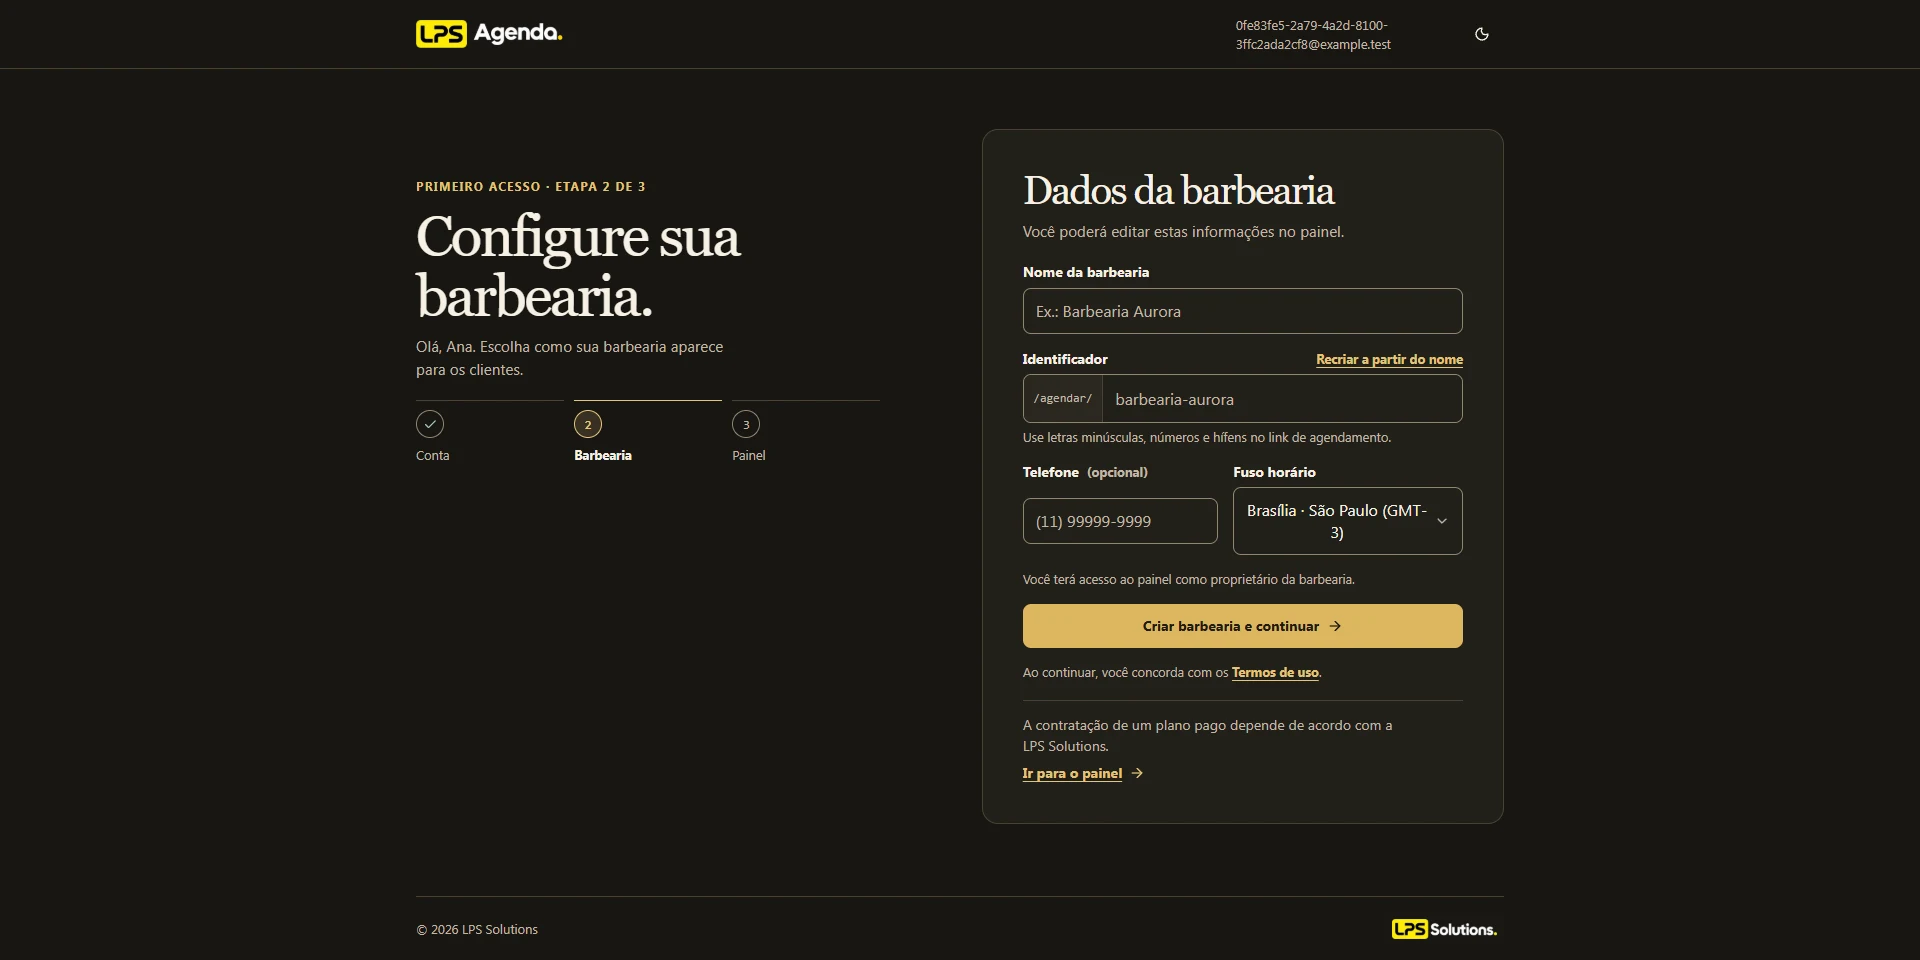 LPS Agenda.
0fe83fe5-2a79-4a2d-8100-
3ffc2ada2cf8@example.test
PRIMEIRO ACESSO · ETAPA 2 DE 3
Configure sua
barbearia.
Olá, Ana. Escolha como sua barbearia aparece
para os clientes.
2
3
Conta
Barbearia
Painel
Dados da barbearia
Você poderá editar estas informações no painel.
Nome da barbearia
Ex.: Barbearia Aurora
Identificador
Recriar a partir do nome
/agendar/
barbearia-aurora
Use letras minúsculas, números e hífens no link de agendamento.
Telefone (opcional)
Fuso horário
(11) 99999-9999
Brasília · São Paulo (GMT-
3)
Você terá acesso ao painel como proprietário da barbearia.
Criar barbearia e continuar →
Ao continuar, você concorda com os Termos de uso.
A contratação de um plano pago depende de acordo com a
LPS Solutions.
Ir para o painel →
© 2026 LPS Solutions
LPS Solutions.